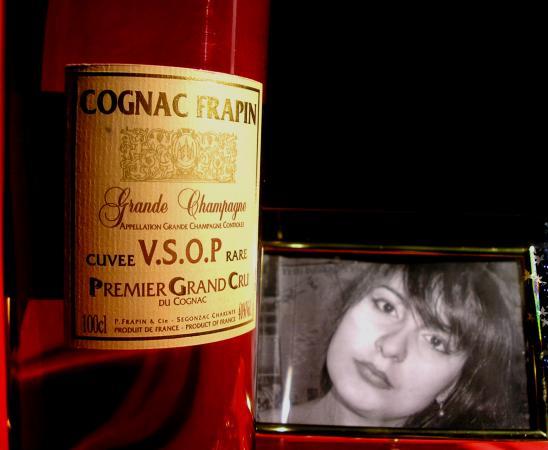 COGNAC FRAPIN
Grande Champagne
APPELLATION GRANDE CHAMPAGNE CONTROLEE
CUVEE V.S.O.P RARE
PREMIER GRAND CRU
DU COGNAC
P. FRAPIN & Cie - SEGONZAC CHARENTE
100cl PRODUIT DE FRANCE - PRODUCT OF FRANCE